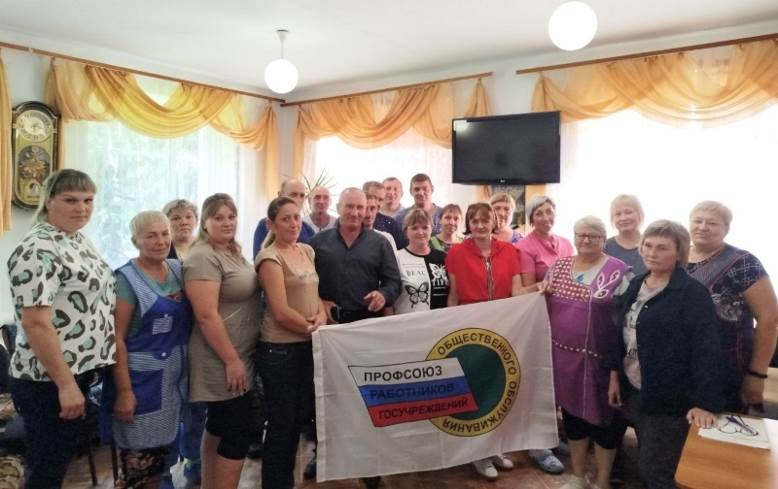 ПРОФСОЮЗ
РАБОТНИКОВ
ГОСУЧРЕЖДЕНИЙ
ОБЩЕСТВЕННОГО ОБСЛУЖИВАНИЯ